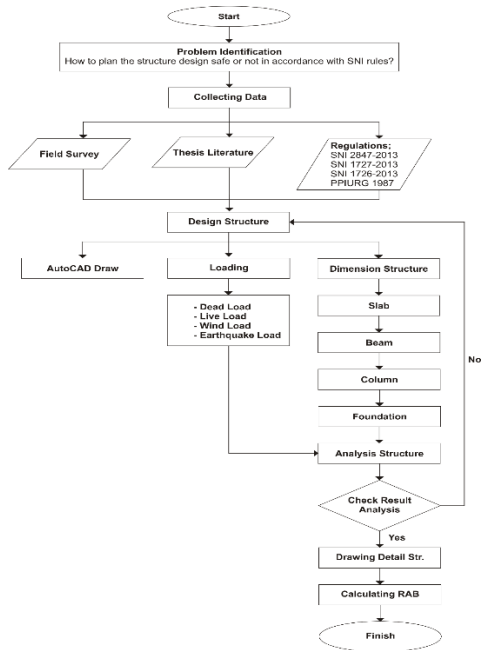 Start
Problem Identification
How to plan the structure design safe or not in accordance with SNI rules?
Collecting Data
Field Survey
Thesis Literature
Regulations;
SNI 2847-2013
SNI 1727-2013
SNI 1726-2013
PPIURG 1987
Design Structure
AutoCAD Draw
Loading
Dimension Structure
- Dead Load
- Live Load
- Wind Load
- Earthquake Load
Slab
Beam
No
Column
Foundation
Analysis Structure
Check Result
Analysis
Yes
Drawing Detail Str.
Calculating RAB
Finish